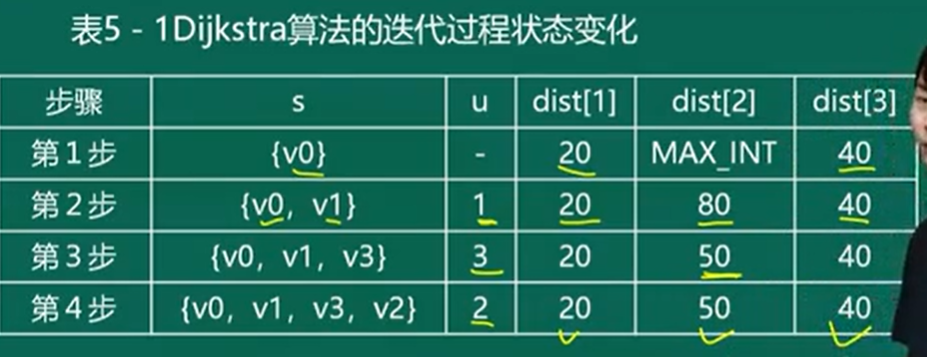 表5 - 1Dijkstra算法的迭代过程状态变化
步骤 s u dist[1] dist[2] dist[3]
第1步 {v0} - 20 MAX_INT 40
第2步 {v0, v1} 1 20 80 40
第3步 {v0, v1, v3} 3 20 50 40
第4步 {v0, v1, v3, v2} 2 20 50 40